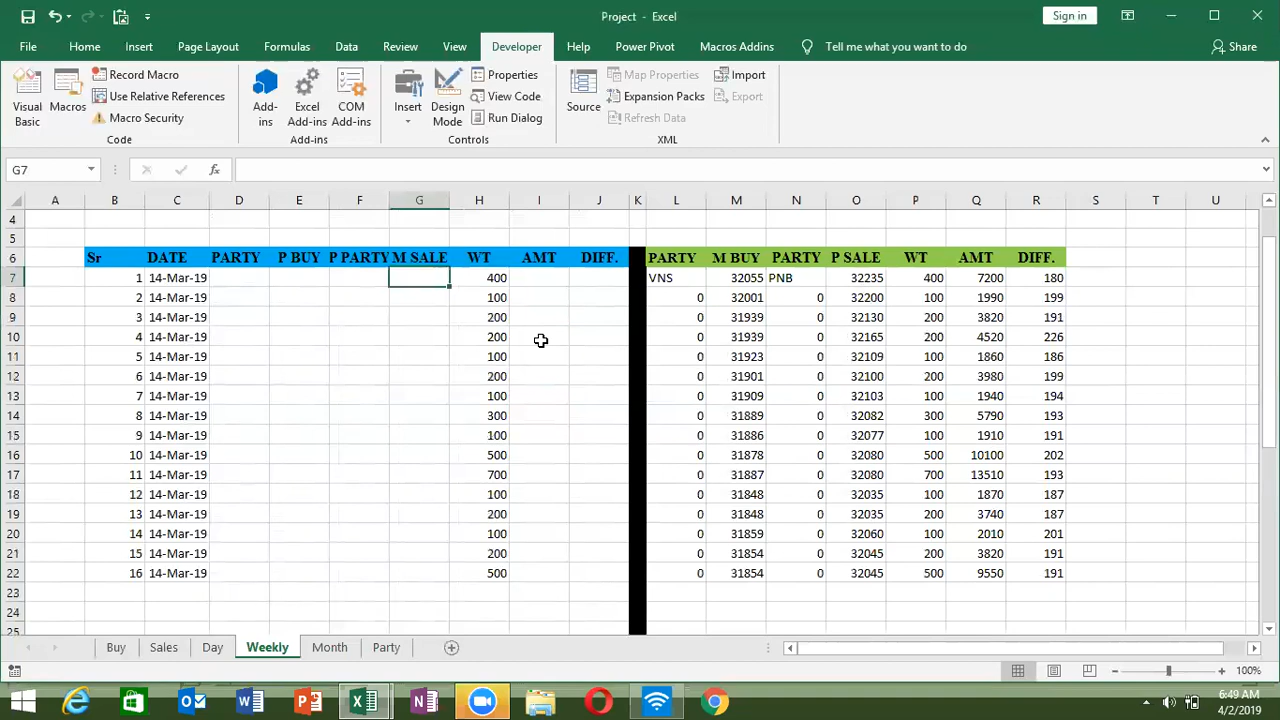 Project - Excel
Sign in
File Home Insert Page Layout Formulas Data Review View Developer Help Power Pivot Macros Addins Tell me what you want to do Share
Visual Basic
Macros
Record Macro
Use Relative References
Macro Security
Code
Add-ins
Excel Add-ins
COM Add-ins
Add-ins
Insert
Design Mode
Properties
View Code
Run Dialog
Controls
Source
Map Properties
Expansion Packs
Refresh Data
Import
Export
XML
G7 fx
A B C D E F G H I J K L M N O P Q R S T U
4
5
6 Sr DATE PARTY P BUY P PARTY M SALE WT AMT DIFF. PARTY M BUY PARTY P SALE WT AMT DIFF.
7 1 14-Mar-19 400 VNS 32055 PNB 32235 400 7200 180
8 2 14-Mar-19 100 0 32001 0 32200 100 1990 199
9 3 14-Mar-19 200 0 31939 0 32130 200 3820 191
10 4 14-Mar-19 200 0 31939 0 32165 200 4520 226
11 5 14-Mar-19 100 0 31923 0 32109 100 1860 186
12 6 14-Mar-19 200 0 31901 0 32100 200 3980 199
13 7 14-Mar-19 100 0 31909 0 32103 100 1940 194
14 8 14-Mar-19 300 0 31889 0 32082 300 5790 193
15 9 14-Mar-19 100 0 31886 0 32077 100 1910 191
16 10 14-Mar-19 500 0 31878 0 32080 500 10100 202
17 11 14-Mar-19 700 0 31887 0 32080 700 13510 193
18 12 14-Mar-19 100 0 31848 0 32035 100 1870 187
19 13 14-Mar-19 200 0 31848 0 32035 200 3740 187
20 14 14-Mar-19 100 0 31859 0 32060 100 2010 201
21 15 14-Mar-19 200 0 31854 0 32045 200 3820 191
22 16 14-Mar-19 500 0 31854 0 32045 500 9550 191
23
24
25
Buy Sales Day Weekly Month Party
100%
6:49 AM
4/2/2019